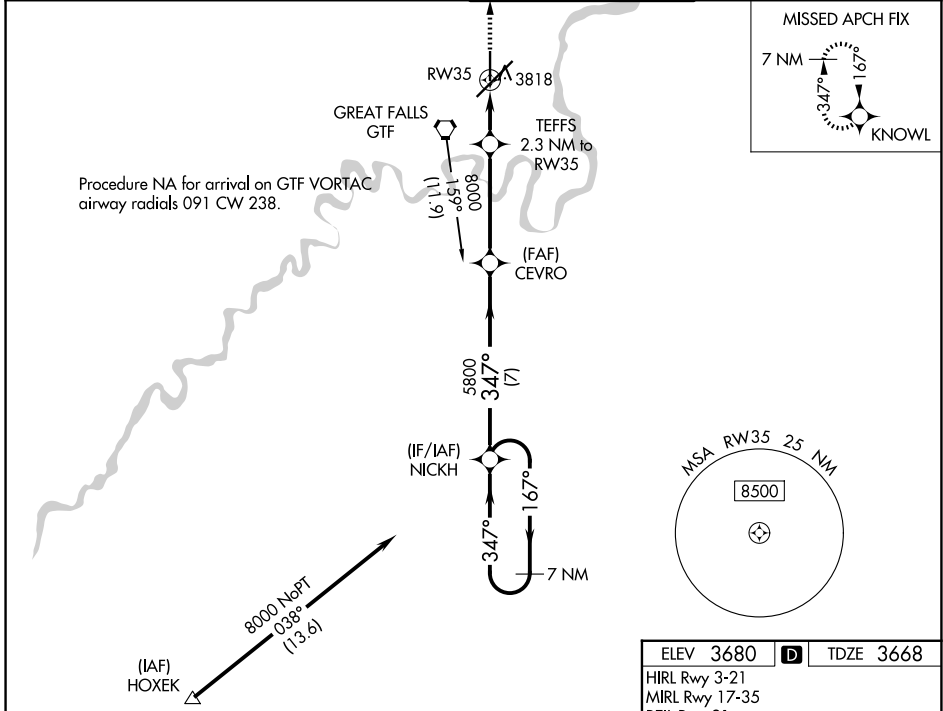 MISSED APCH FIX
7 NM
347°
167°
KNOWL
RW35
3818
GREAT FALLS
GTF
TEFFS
2.3 NM to
RW35
8000
159°
(11.9)
Procedure NA for arrival on GTF VORTAC
airway radials 091 CW 238.
(FAF)
CEVRO
5800
347°
(7)
(IF/IAF)
NICKH
347°
167°
7 NM
MSA RW35 25 NM
8500
8000 NoPT
038°
(13.6)
(IAF)
HOXEK
ELEV 3680 D TDZE 3668
HIRL Rwy 3-21
MIRL Rwy 17-35